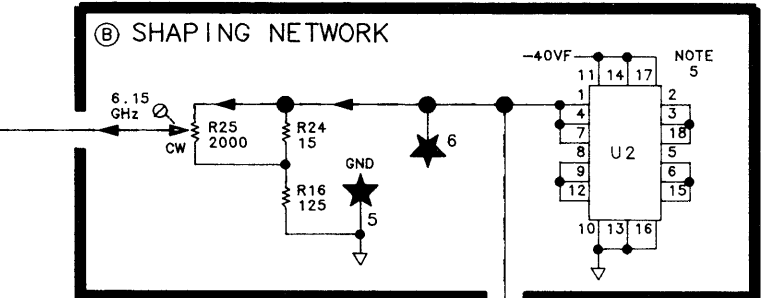 B SHAPING NETWORK
-40VF
NOTE
5
11 14 17
6.15
GHz
CW
R25
2000
R24
15
R16
125
GND
5
6
U2
1
4
7
8
9
12
2
3
18
5
6
15
10 13 16